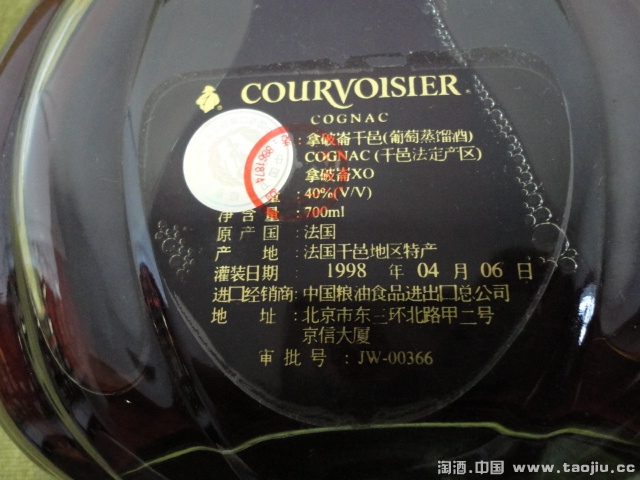 COURVOISIER
COGNAC
: 拿破崙干邑(葡萄蒸馏酒)
COGNAC (干邑法定产区)
拿破崙XO
量: 40%(V/V)
净含量: 700ml
原产国: 法国
产地: 法国干邑地区特产
灌装日期: 1998 年 04 月 06 日
进口经销商: 中国粮油食品进出口总公司
地址: 北京市东三环北路甲二号
京信大厦
审批号: JW-00366
淘酒.中国 www.taojiu.cc